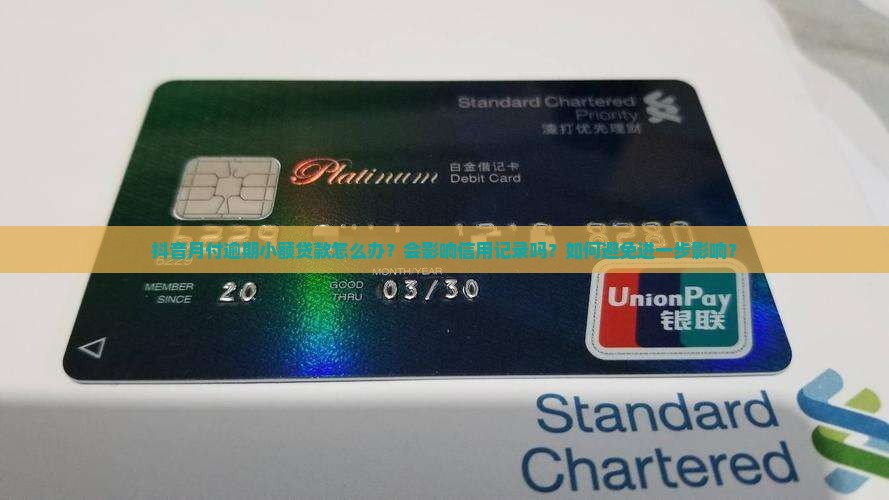 Standard Chartered
Priority
渣打优先理财
Platinum
白金借记卡
Debit Card
抖音月付逾期小额贷款怎么办？会影响信用记录吗？如何避免进一步影响？
MONTH/YEAR
MEMBER SINCE 20
GOOD THRU 03/30
UnionPay
银联
Standard
Chartered